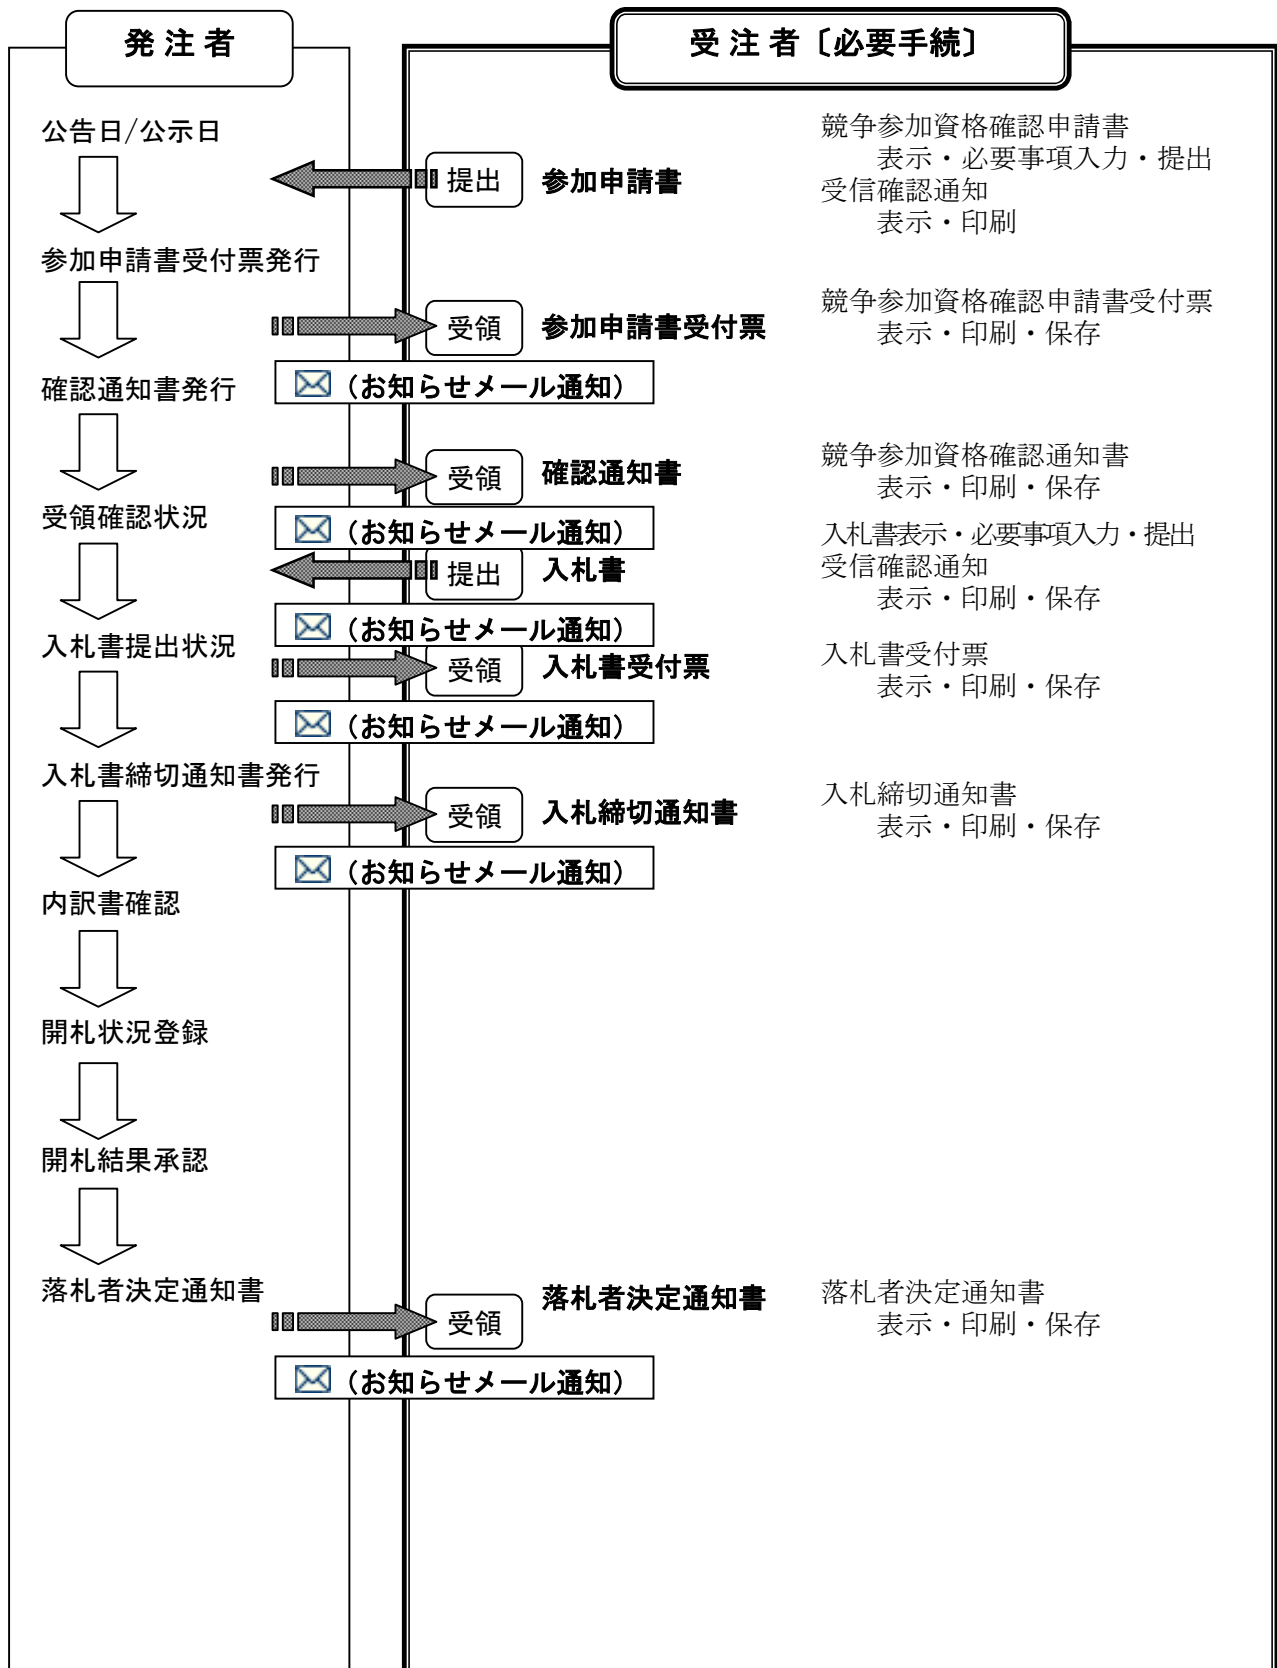 発注者
受注者〔必要手続〕
公告日/公示日
提出
参加申請書
競争参加資格確認申請書
表示・必要事項入力・提出
受信確認通知
表示・印刷
参加申請書受付票発行
受領
参加申請書受付票
競争参加資格確認申請書受付票
表示・印刷・保存
(お知らせメール通知)
確認通知書発行
受領
確認通知書
競争参加資格確認通知書
表示・印刷・保存
(お知らせメール通知)
受領確認状況
提出
入札書
入札書表示・必要事項入力・提出
受信確認通知
表示・印刷・保存
(お知らせメール通知)
入札書提出状況
受領
入札書受付票
入札書受付票
表示・印刷・保存
(お知らせメール通知)
入札書締切通知書発行
受領
入札締切通知書
入札締切通知書
表示・印刷・保存
(お知らせメール通知)
内訳書確認
開札状況登録
開札結果承認
落札者決定通知書
受領
落札者決定通知書
落札者決定通知書
表示・印刷・保存
(お知らせメール通知)